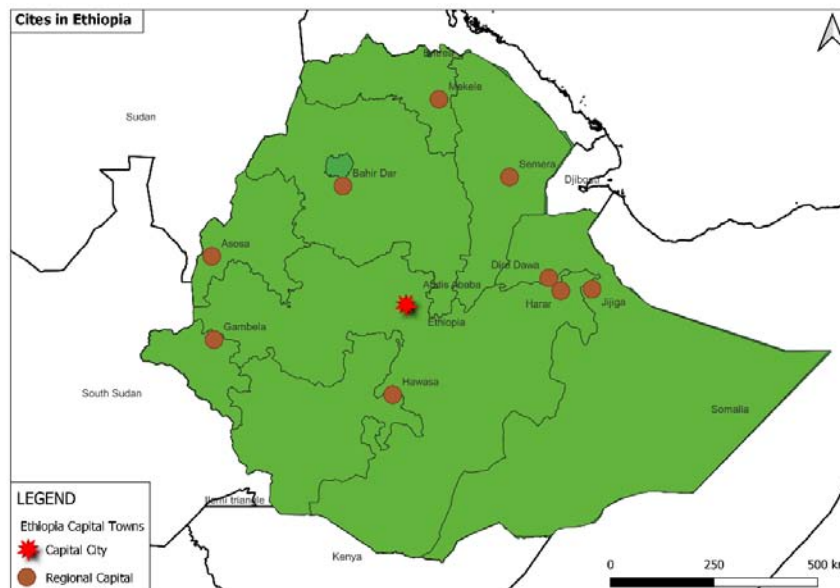 Cites in Ethiopia
Eritrea
Mekele
Sudan
Semera
Bahir Dar
Djibouti
Asosa
Dire Dawa
Addis Ababa
Harar
Jijiga
Ethiopia
Gambela
Hawasa
South Sudan
Somalia
Ilemi triangle
Kenya
LEGEND
Ethiopia Capital Towns
Capital City
Regional Capital
0 250 500 km